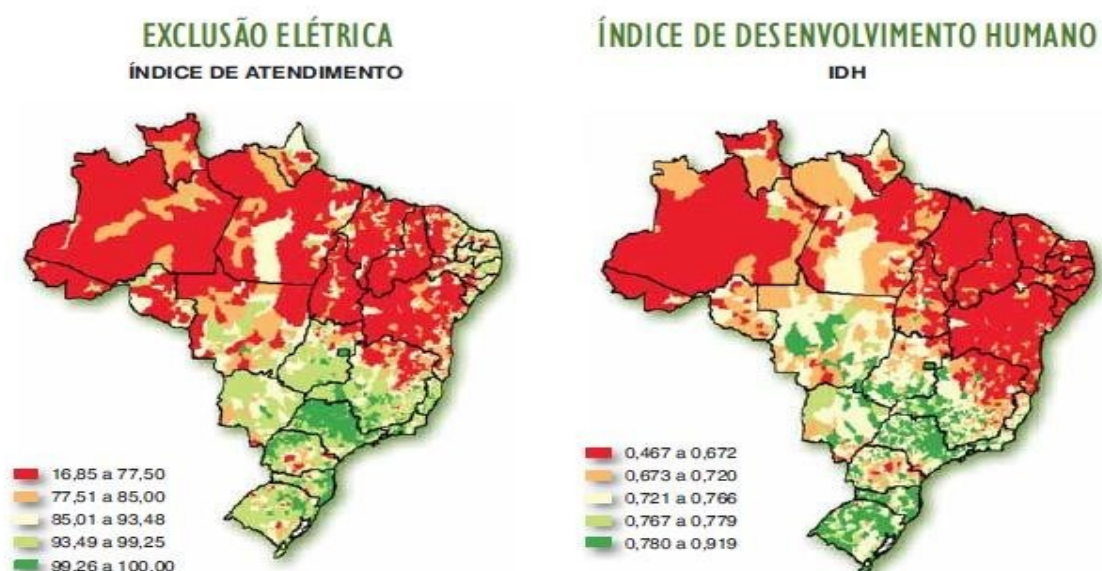 EXCLUSÃO ELÉTRICA
ÍNDICE DE ATENDIMENTO
16,85 a 77,50
77,51 a 85,00
85,01 a 93,48
93,49 a 99,25
99,26 a 100,00
ÍNDICE DE DESENVOLVIMENTO HUMANO
IDH
0,467 a 0,672
0,673 a 0,720
0,721 a 0,766
0,767 a 0,779
0,780 a 0,919